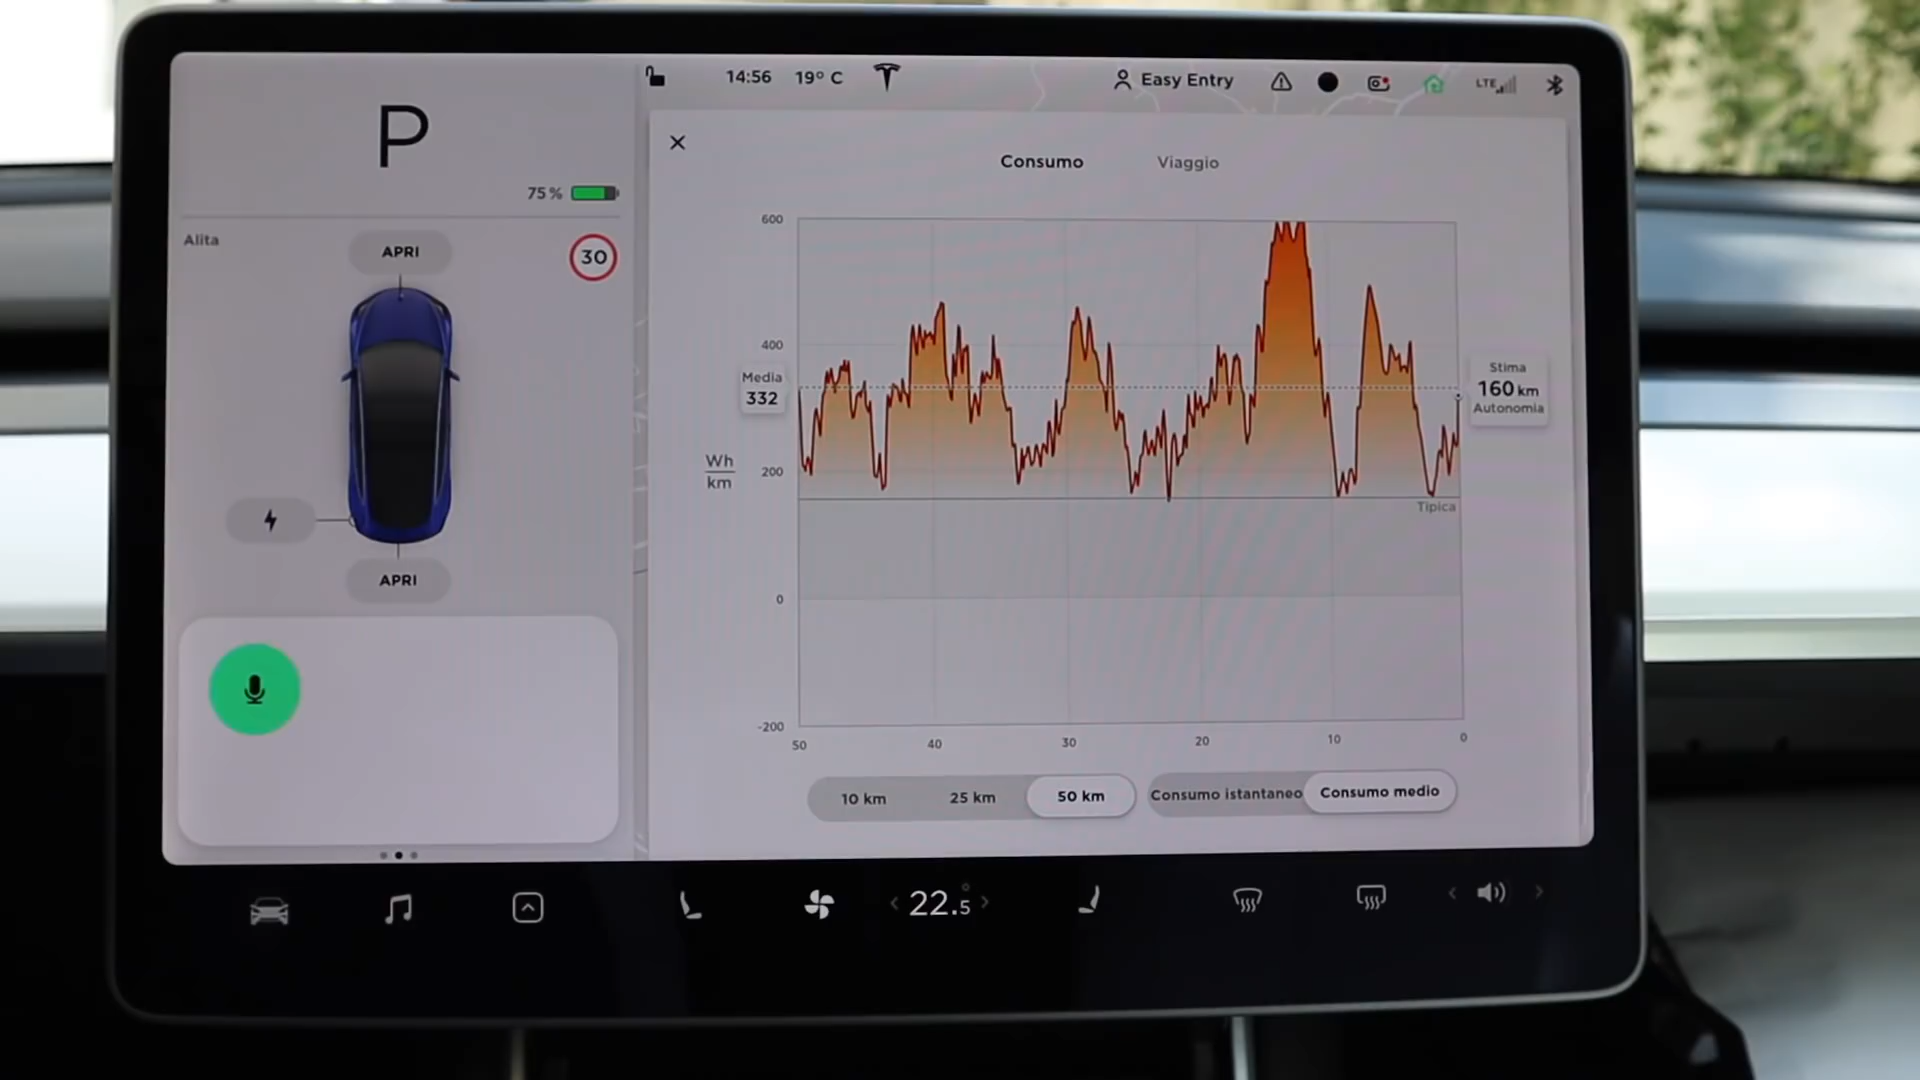 P
75%
Alita
APRI
30
APRI
14:56 19° C
Easy Entry
LTE
Consumo Viaggio
600
400
Media
332
Wh
km
200
0
-200
Stima
160 km
Autonomia
Tipica
50 40 30 20 10 0
10 km 25 km 50 km
Consumo istantaneo Consumo medio
22.5°